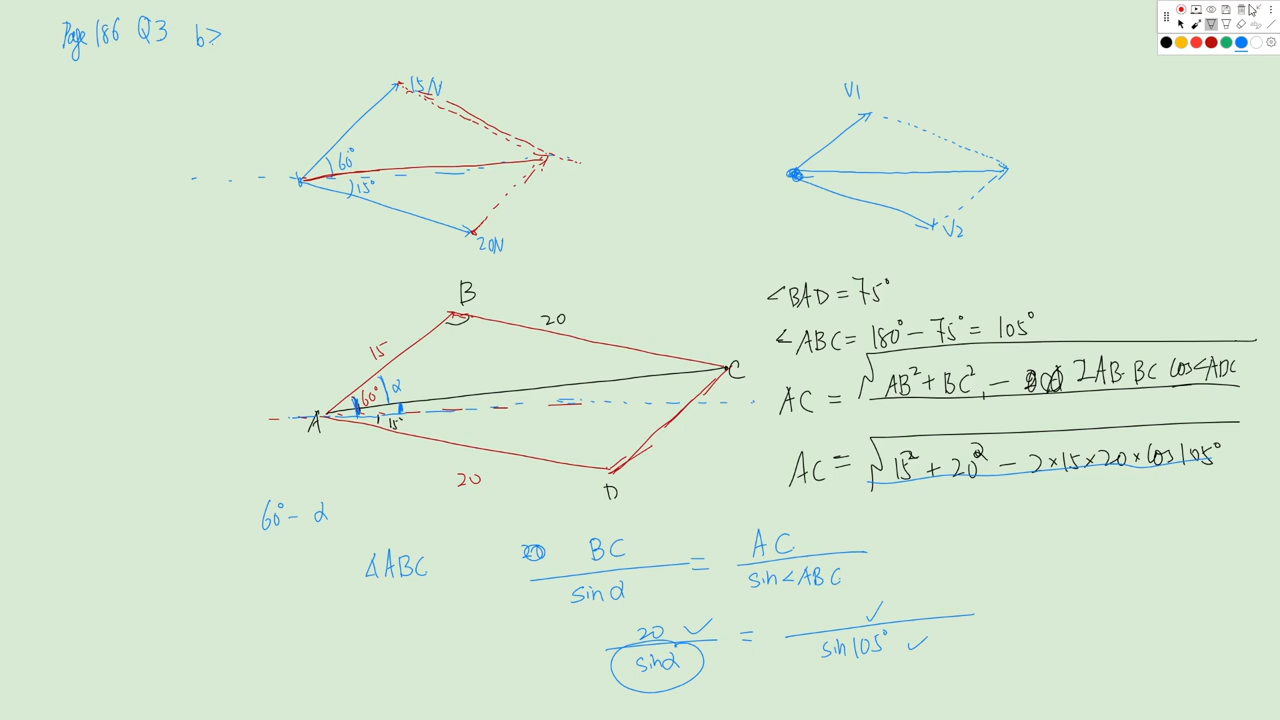 Page 186 Q3 b>
15N
60°
15°
20N
V1
V2
B
20
15
60° α
C
A
15°
20
D
∠BAD = 75°
∠ABC = 180° - 75° = 105°
AC = √AB² + BC² - 2AB·BC cos∠ABC
AC = √15² + 20² - 2×15×20×cos105°
60° - α
∠ABC
BC / sinα = AC / sin∠ABC
20 ✓ / sinα = ✓ / sin105° ✓